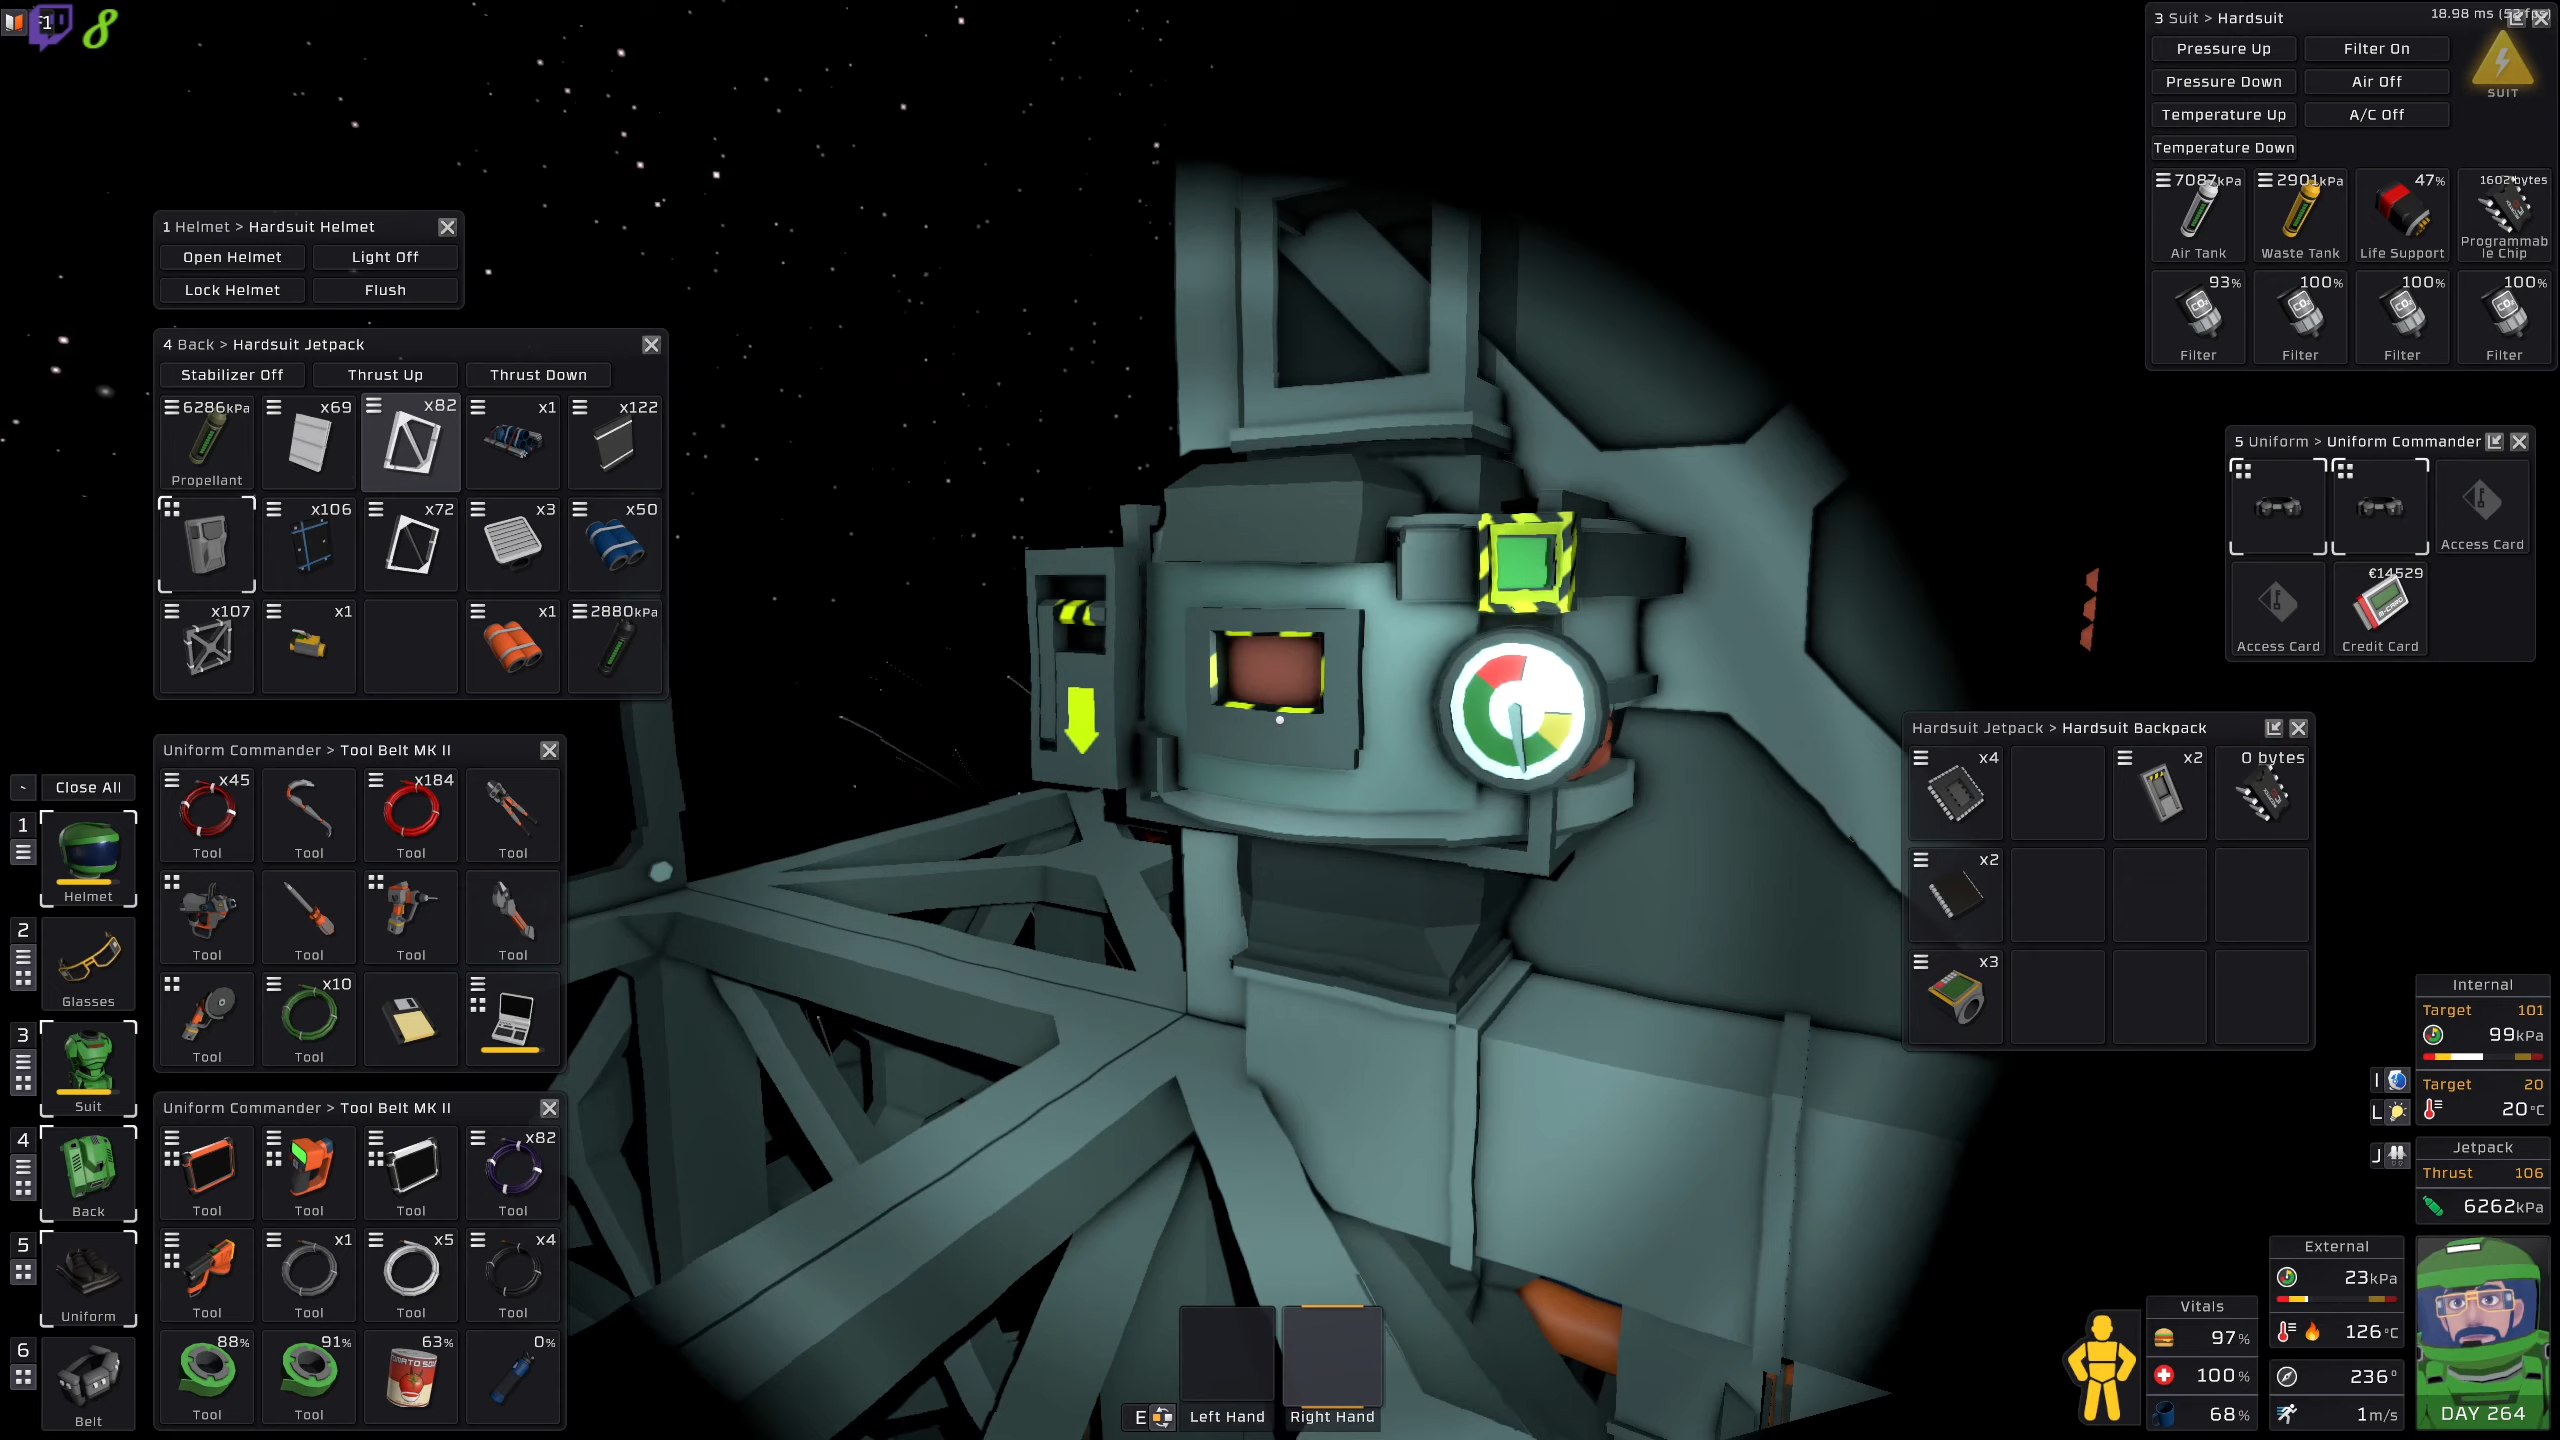 F1
8
18.98 ms (52 fps)
3 Suit > Hardsuit
Pressure Up
Filter On
Pressure Down
Air Off
SUIT
Temperature Up
A/C Off
Temperature Down
7087kPa
2901kPa
47%
1602 bytes
Air Tank
Waste Tank
Life Support
Programmab
le Chip
93%
100%
100%
100%
Filter
Filter
Filter
Filter
1 Helmet > Hardsuit Helmet
Open Helmet
Light Off
Lock Helmet
Flush
4 Back > Hardsuit Jetpack
Stabilizer Off
Thrust Up
Thrust Down
6286kPa
x69
x82
x1
x122
Propellant
x106
x72
x3
x50
x107
x1
x1
2880kPa
5 Uniform > Uniform Commander
Access Card
€14529
Access Card
Credit Card
Uniform Commander > Tool Belt MK II
x45
x184
Tool
Tool
Tool
Tool
Tool
Tool
Tool
Tool
x10
Tool
Tool
Hardsuit Jetpack > Hardsuit Backpack
x4
x2
0 bytes
x2
x3
~
Close All
1
Helmet
2
Glasses
3
Suit
4
Back
5
Uniform
6
Belt
Uniform Commander > Tool Belt MK II
x82
Tool
Tool
Tool
Tool
x1
x5
x4
Tool
Tool
Tool
Tool
88%
91%
63%
0%
TOMATO SOUP
Tool
Tool
Internal
Target 101
99kPa
Target 20
20°C
I
L
Jetpack
J
Thrust 106
6262kPa
External
23kPa
126°C
236°
1m/s
Vitals
97%
100%
68%
DAY 264
E
Left Hand
Right Hand